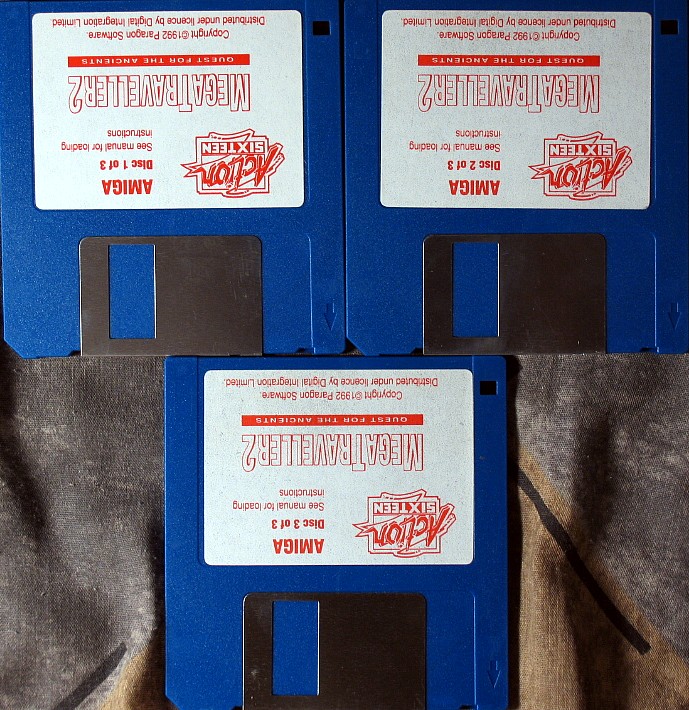 Action
SIXTEEN
AMIGA
Disc 1 of 3
See manual for loading
instructions
MEGATRAVELLER2
QUEST FOR THE ANCIENTS
Copyright ©1992 Paragon Software.
Distributed under licence by Digital Integration Limited.
Action
SIXTEEN
AMIGA
Disc 2 of 3
See manual for loading
instructions
MEGATRAVELLER2
QUEST FOR THE ANCIENTS
Copyright ©1992 Paragon Software.
Distributed under licence by Digital Integration Limited.
Action
SIXTEEN
AMIGA
Disc 3 of 3
See manual for loading
instructions
MEGATRAVELLER2
QUEST FOR THE ANCIENTS
Copyright ©1992 Paragon Software.
Distributed under licence by Digital Integration Limited.